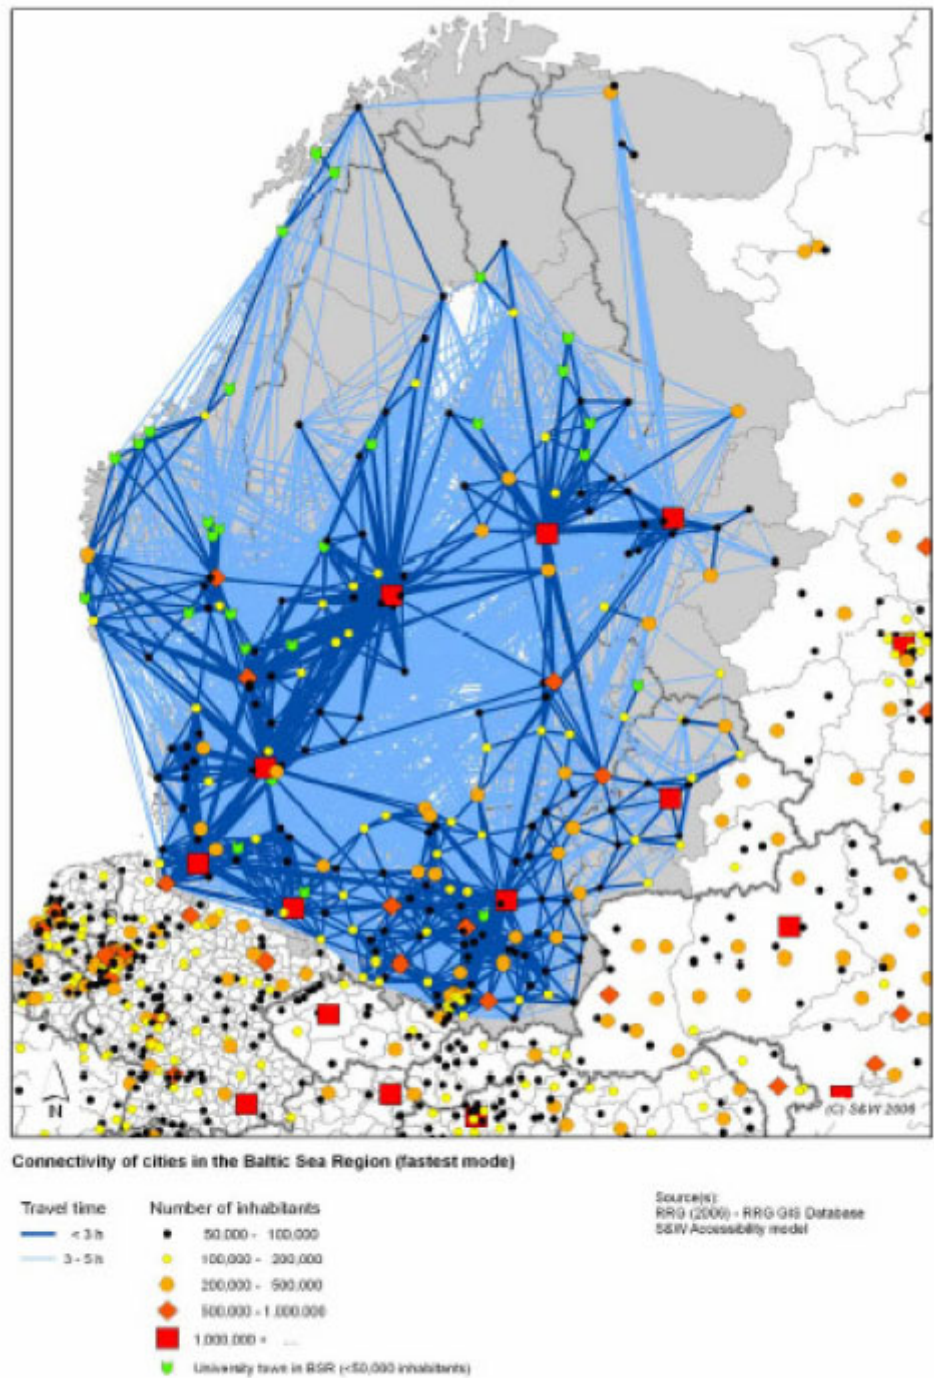 N
(C) S&W 2006
Connectivity of cities in the Baltic Sea Region (fastest mode)
Travel time
< 3 h
3 - 5 h
Number of inhabitants
50,000 - 100,000
100,000 - 200,000
200,000 - 500,000
500,000 - 1.000.000
1.000.000 + ...
University town in BSR (<50,000 inhabitants)
Source(s):
RRG (2006) - RRG GIS Database
S&W Accessibility model